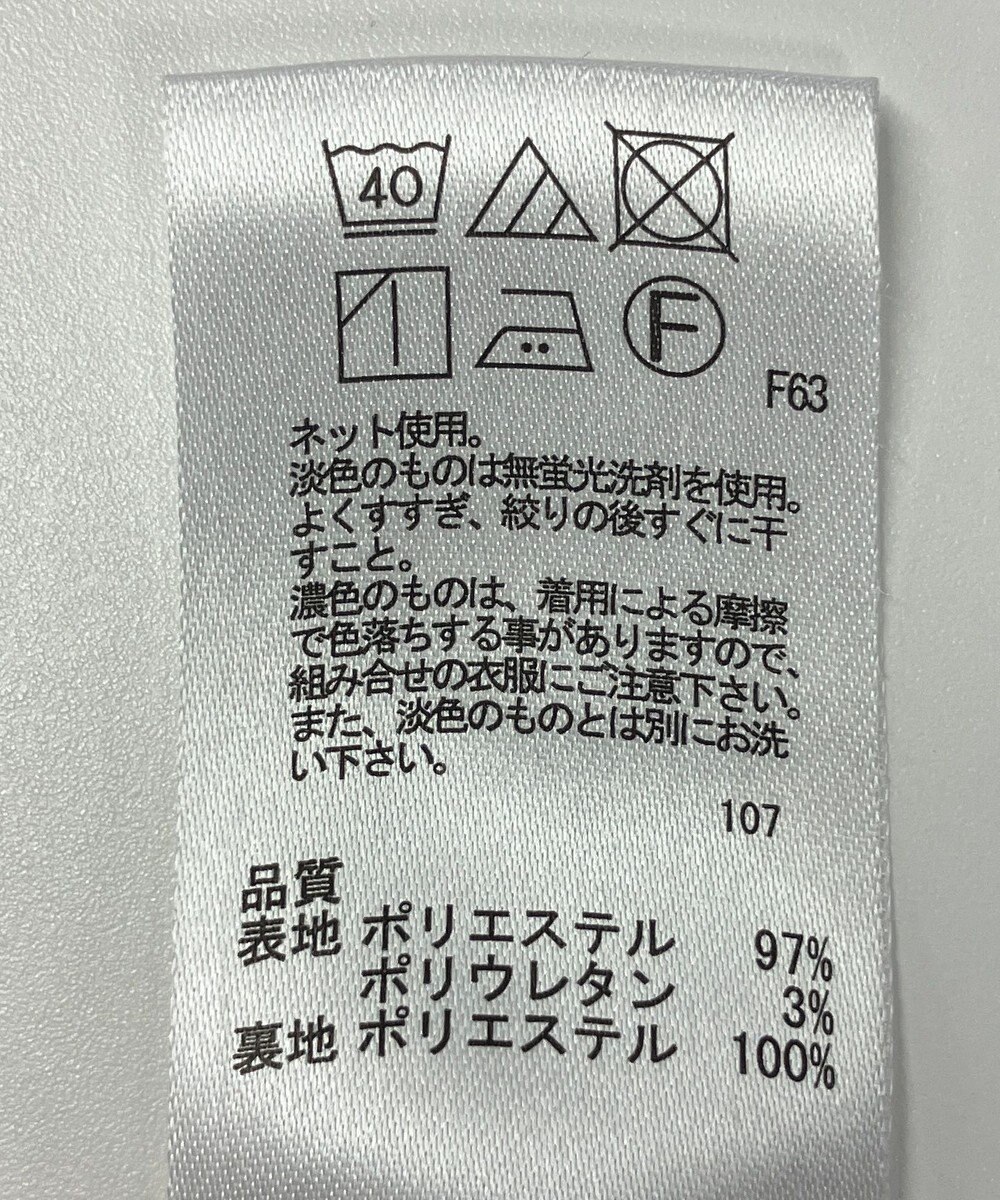 40
F
F63
ネット使用。
淡色のものは無蛍光洗剤を使用。
よくすすぎ、絞りの後すぐに干
すこと。
濃色のものは、着用による摩擦
で色落ちする事がありますので、
組み合せの衣服にご注意下さい。
また、淡色のものとは別にお洗
い下さい。
107
品質
表地 ポリエステル 97%
ポリウレタン 3%
裏地 ポリエステル 100%